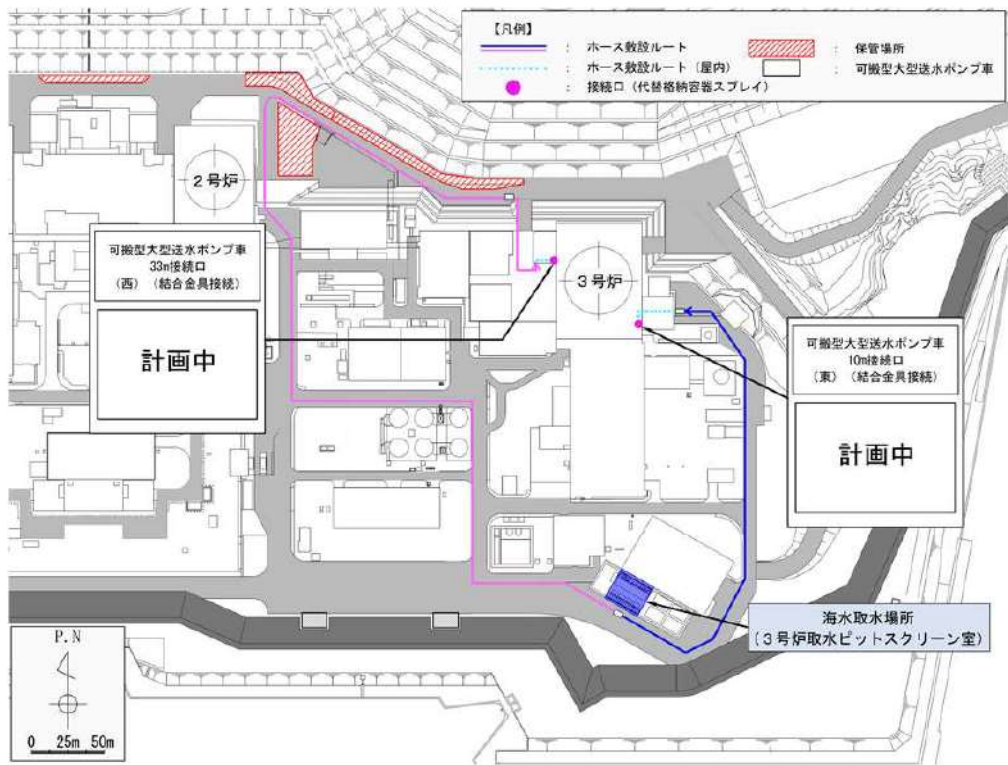 【凡例】
： ホース敷設ルート
： 保管場所
： ホース敷設ルート（屋内）
： 可搬型大型送水ポンプ車
： 接続口（代替格納容器スプレイ）
2号炉
可搬型大型送水ポンプ車
33m接続口
（西）（結合金具接続）
計画中
3号炉
可搬型大型送水ポンプ車
10m接続口
（東）（結合金具接続）
計画中
海水取水場所
（3号炉取水ピットスクリーン室）
P.N
0 25m 50m